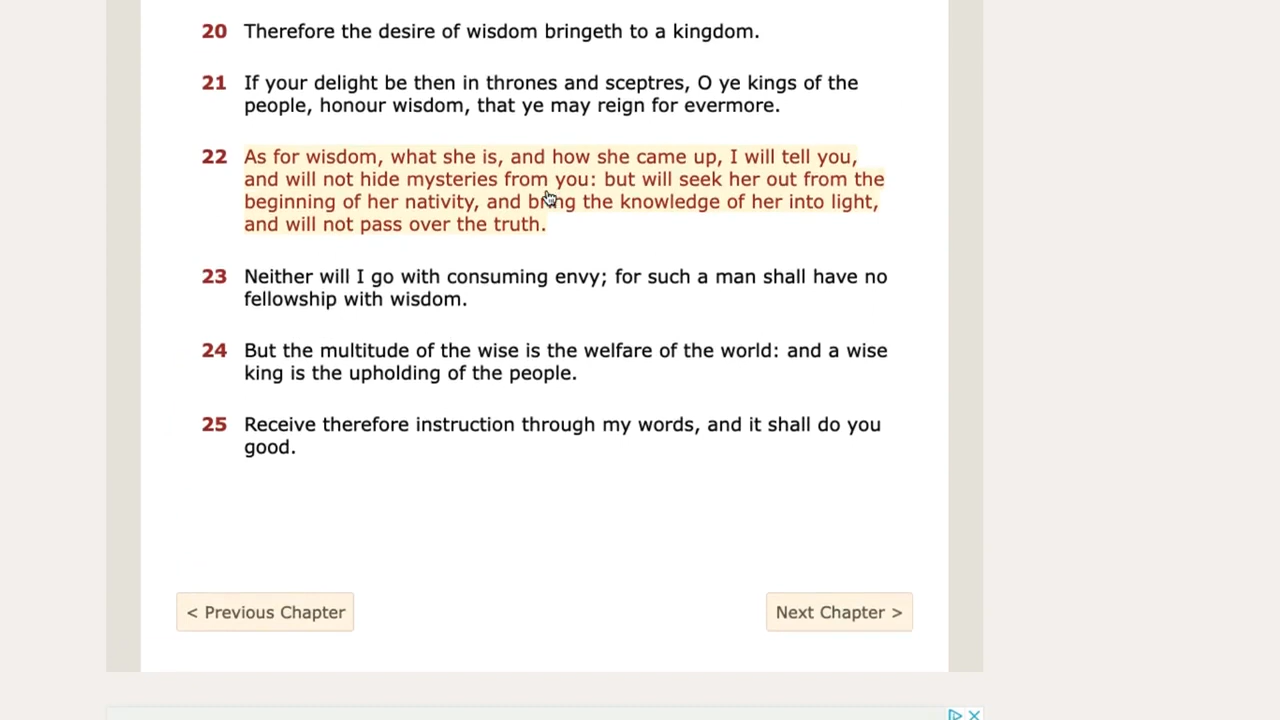 20 Therefore the desire of wisdom bringeth to a kingdom.
21 If your delight be then in thrones and sceptres, O ye kings of the
people, honour wisdom, that ye may reign for evermore.
22 As for wisdom, what she is, and how she came up, I will tell you,
and will not hide mysteries from you: but will seek her out from the
beginning of her nativity, and bring the knowledge of her into light,
and will not pass over the truth.
23 Neither will I go with consuming envy; for such a man shall have no
fellowship with wisdom.
24 But the multitude of the wise is the welfare of the world: and a wise
king is the upholding of the people.
25 Receive therefore instruction through my words, and it shall do you
good.
< Previous Chapter
Next Chapter >